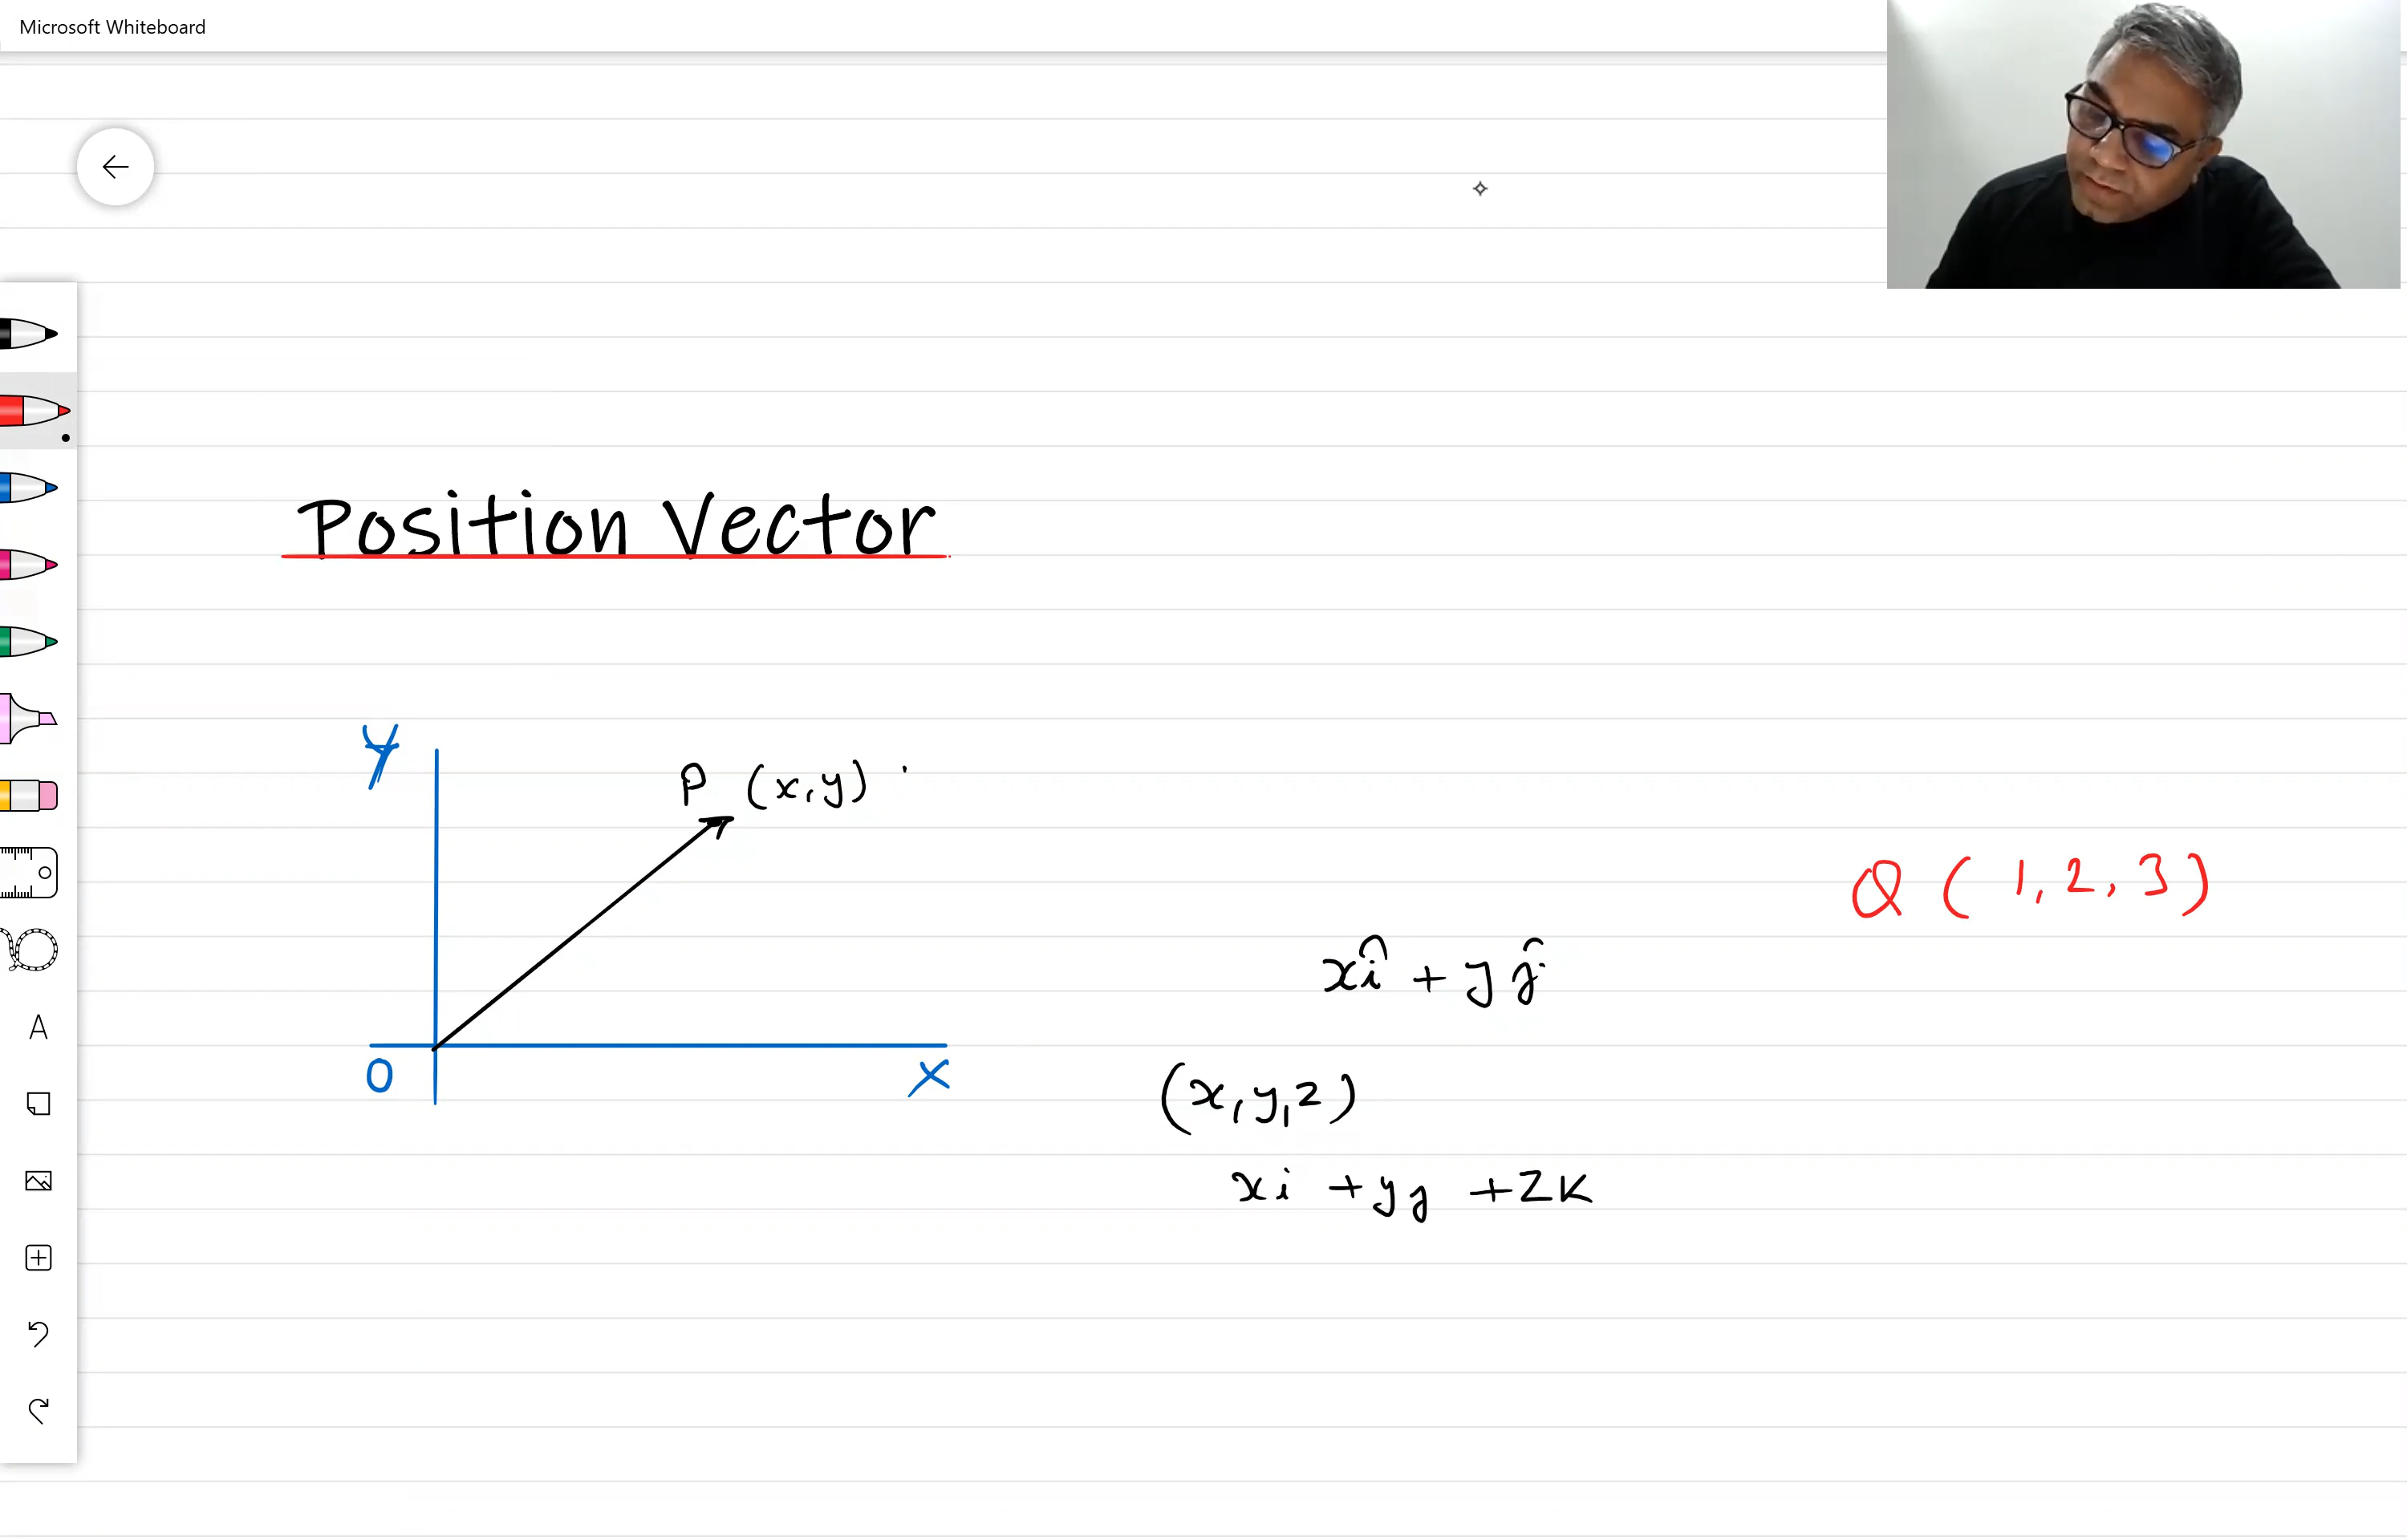 Microsoft Whiteboard
Position Vector
Y
P (x,y)
Q ( 1, 2, 3 )
xî + yĵ
O
X
(x, y, z)
xi + yj + zk
A